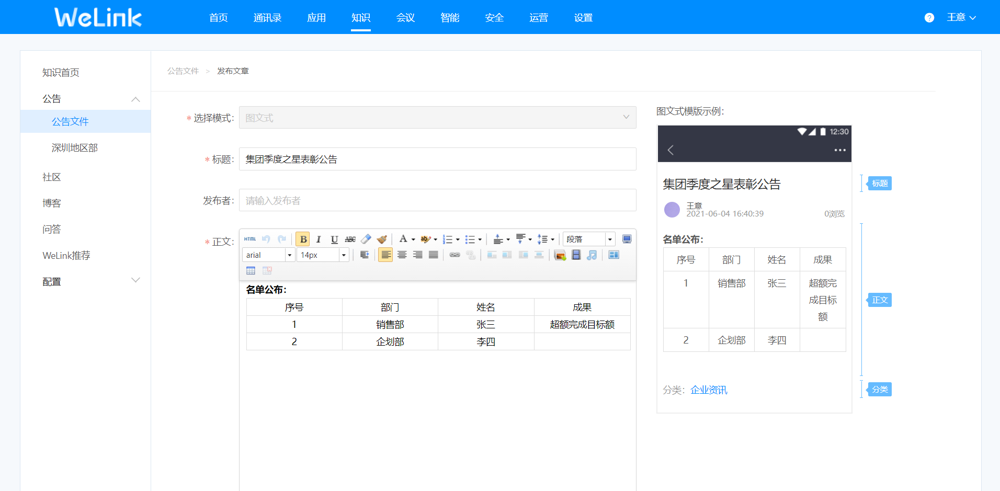 WeLink 首页 通讯录 应用 知识 会议 智能 安全 运营 设置 ? 王意
知识首页
公告
公告文件
深圳地区部
社区
博客
问答
WeLink推荐
配置
公告文件 > 发布文章
* 选择模式： 图文式
* 标题： 集团季度之星表彰公告
发布者： 请输入发布者
* 正文：
HTML B I U ABC A ab 段落
arial 14px
名单公布：
序号 部门 姓名 成果
1 销售部 张三 超额完成目标额
2 企划部 李四
图文式模版示例：
12:30
集团季度之星表彰公告
王意
2021-06-04 16:40:39 0浏览
名单公布：
序号 部门 姓名 成果
1 销售部 张三 超额完
成目标
额
2 企划部 李四
分类： 企业资讯
标题
正文
分类